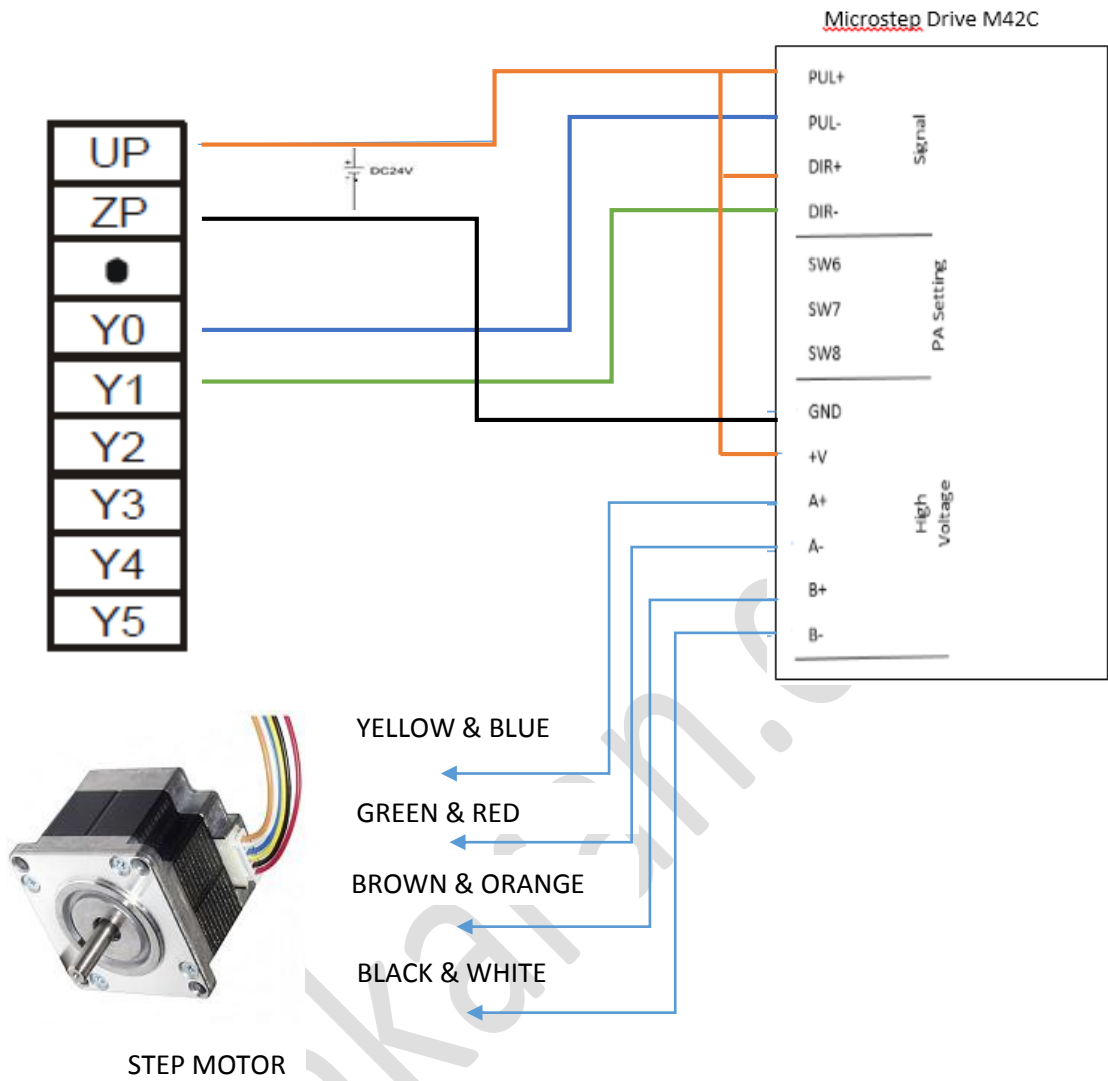 Microstep Drive M42C
UP
ZP
Y0
Y1
Y2
Y3
Y4
Y5
DC24V
PUL+
PUL-
DIR+
DIR-
Signal
SW6
SW7
SW8
PA Setting
GND
+V
A+
A-
B+
B-
High
Voltage
YELLOW & BLUE
GREEN & RED
BROWN & ORANGE
BLACK & WHITE
STEP MOTOR